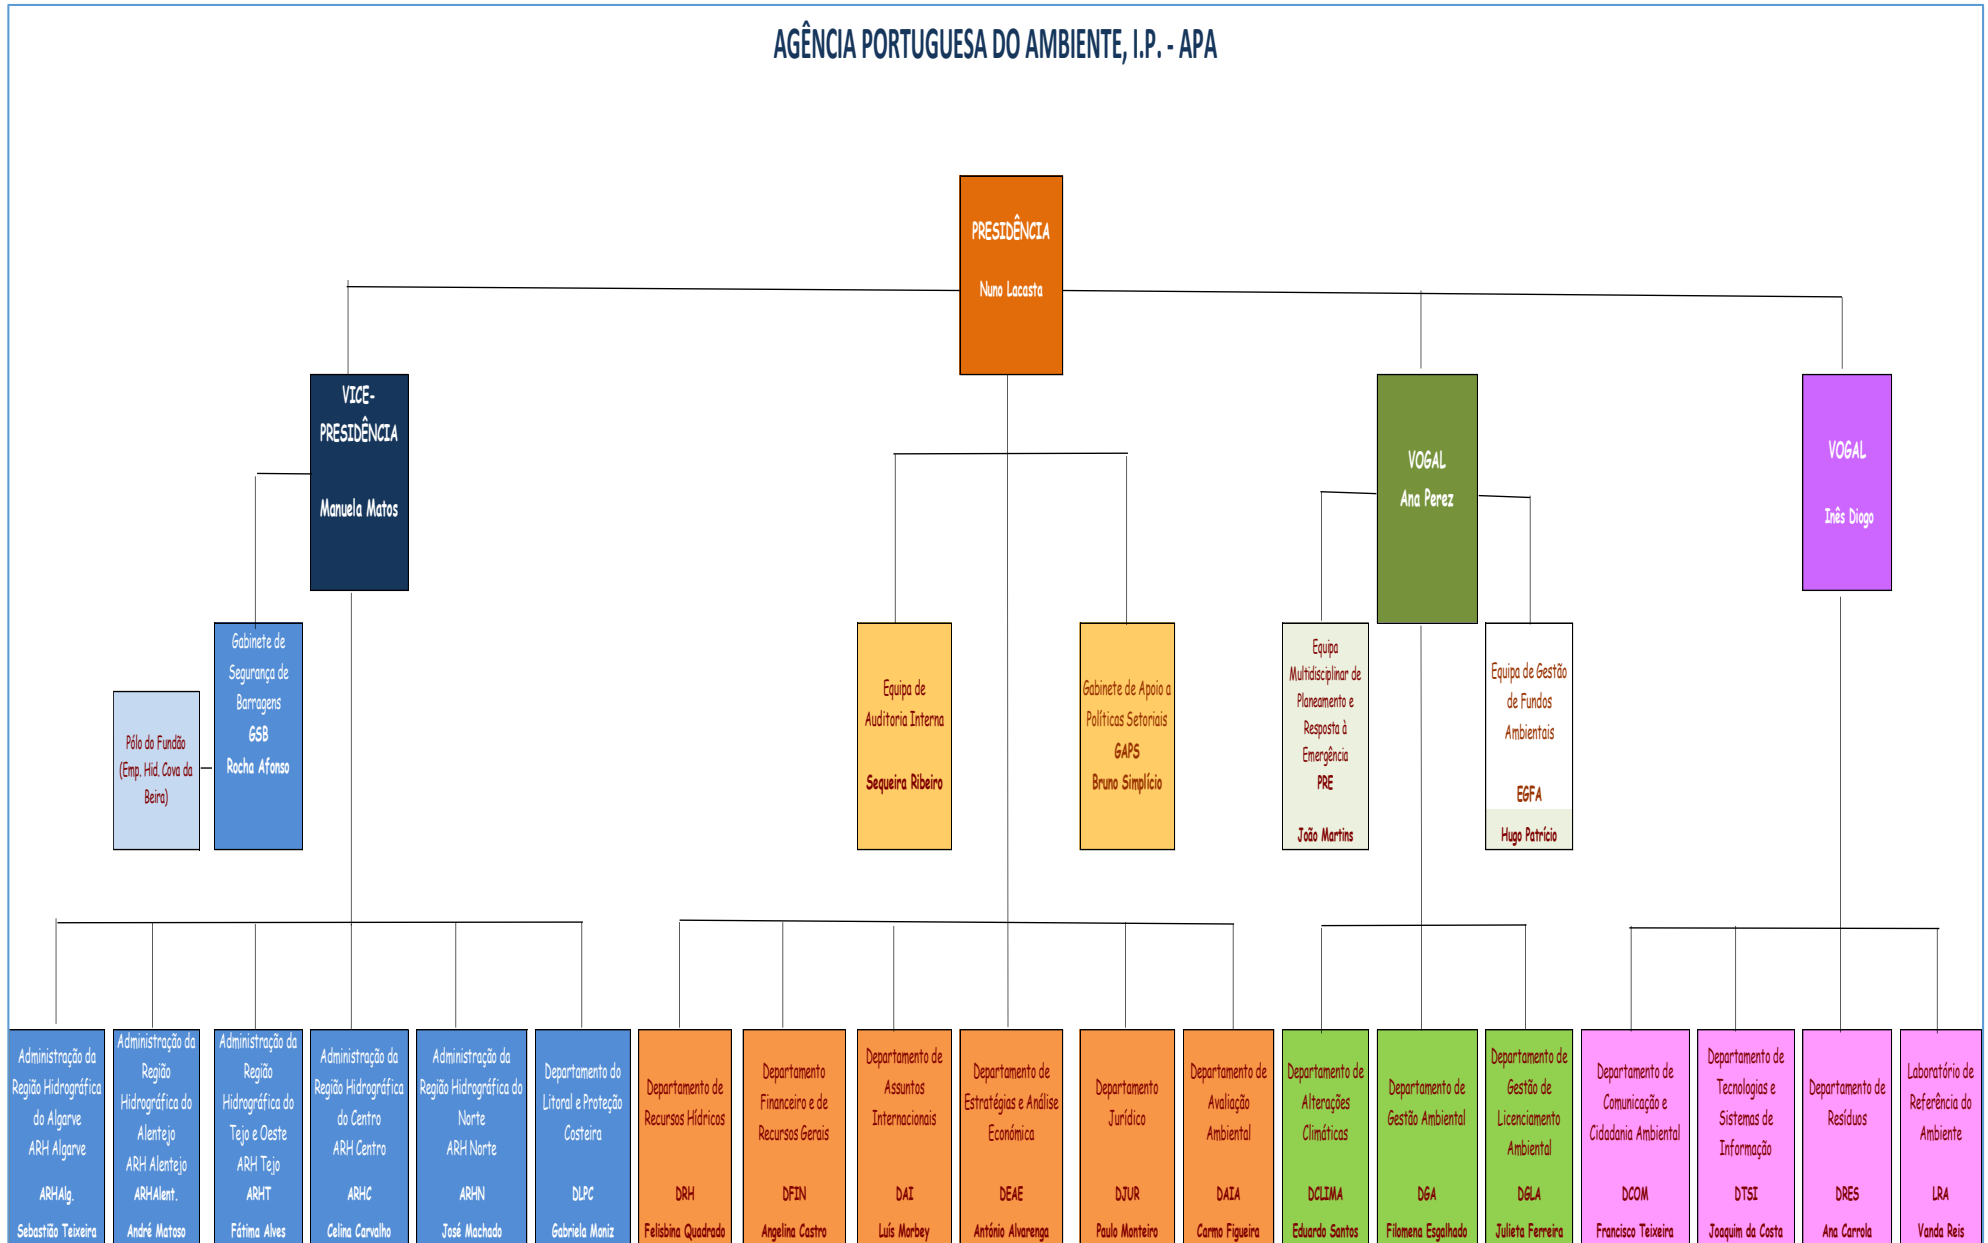 AGÊNCIA PORTUGUESA DO AMBIENTE, I.P. - APA
PRESIDÊNCIA
Nuno Lacasta
VICE-
PRESIDÊNCIA
Manuela Matos
VOGAL
Ana Perez
VOGAL
Inês Diogo
Pólo do Fundão
(Emp. Hid. Cova da
Beira)
Gabinete de
Segurança de
Barragens
GSB
Rocha Afonso
Equipa de
Auditoria Interna
Sequeira Ribeiro
Gabinete de Apoio a
Políticas Setoriais
GAPS
Bruno Simplício
Equipa
Multidisciplinar de
Planeamento e
Resposta à
Emergência
PRE
João Martins
Equipa de Gestão
de Fundos
Ambientais
EGFA
Hugo Patrício
Administração da
Região Hidrográfica
do Algarve
ARH Algarve
ARHAlg.
Sebastião Teixeira
Administração da
Região
Hidrográfica do
Alentejo
ARH Alentejo
ARHAlent.
André Matoso
Administração da
Região
Hidrográfica do
Tejo e Oeste
ARH Tejo
ARHT
Fátima Alves
Administração da
Região Hidrográfica
do Centro
ARH Centro
ARHC
Celina Carvalho
Administração da
Região Hidrográfica do
Norte
ARH Norte
ARHN
José Machado
Departamento do
Litoral e Proteção
Costeira
DLPC
Gabriela Moniz
Departamento de
Recursos Hídricos
DRH
Felisbina Quadrado
Departamento
Financeiro e de
Recursos Gerais
DFIN
Angelina Castro
Departamento de
Assuntos
Internacionais
DAI
Luís Morbey
Departamento de
Estratégias e Análise
Económica
DEAE
António Alvarenga
Departamento
Jurídico
DJUR
Paulo Monteiro
Departamento de
Avaliação
Ambiental
DAIA
Carmo Figueira
Departamento de
Alterações
Climáticas
DCLIMA
Eduardo Santos
Departamento de
Gestão Ambiental
DGA
Filomena Esgalhado
Departamento de
Gestão de
Licenciamento
Ambiental
DGLA
Julieta Ferreira
Departamento de
Comunicação e
Cidadania Ambiental
DCOM
Francisco Teixeira
Departamento de
Tecnologias e
Sistemas de
Informação
DTSI
Joaquim da Costa
Departamento de
Resíduos
DRES
Ana Carrola
Laboratório de
Referência do
Ambiente
LRA
Vanda Reis